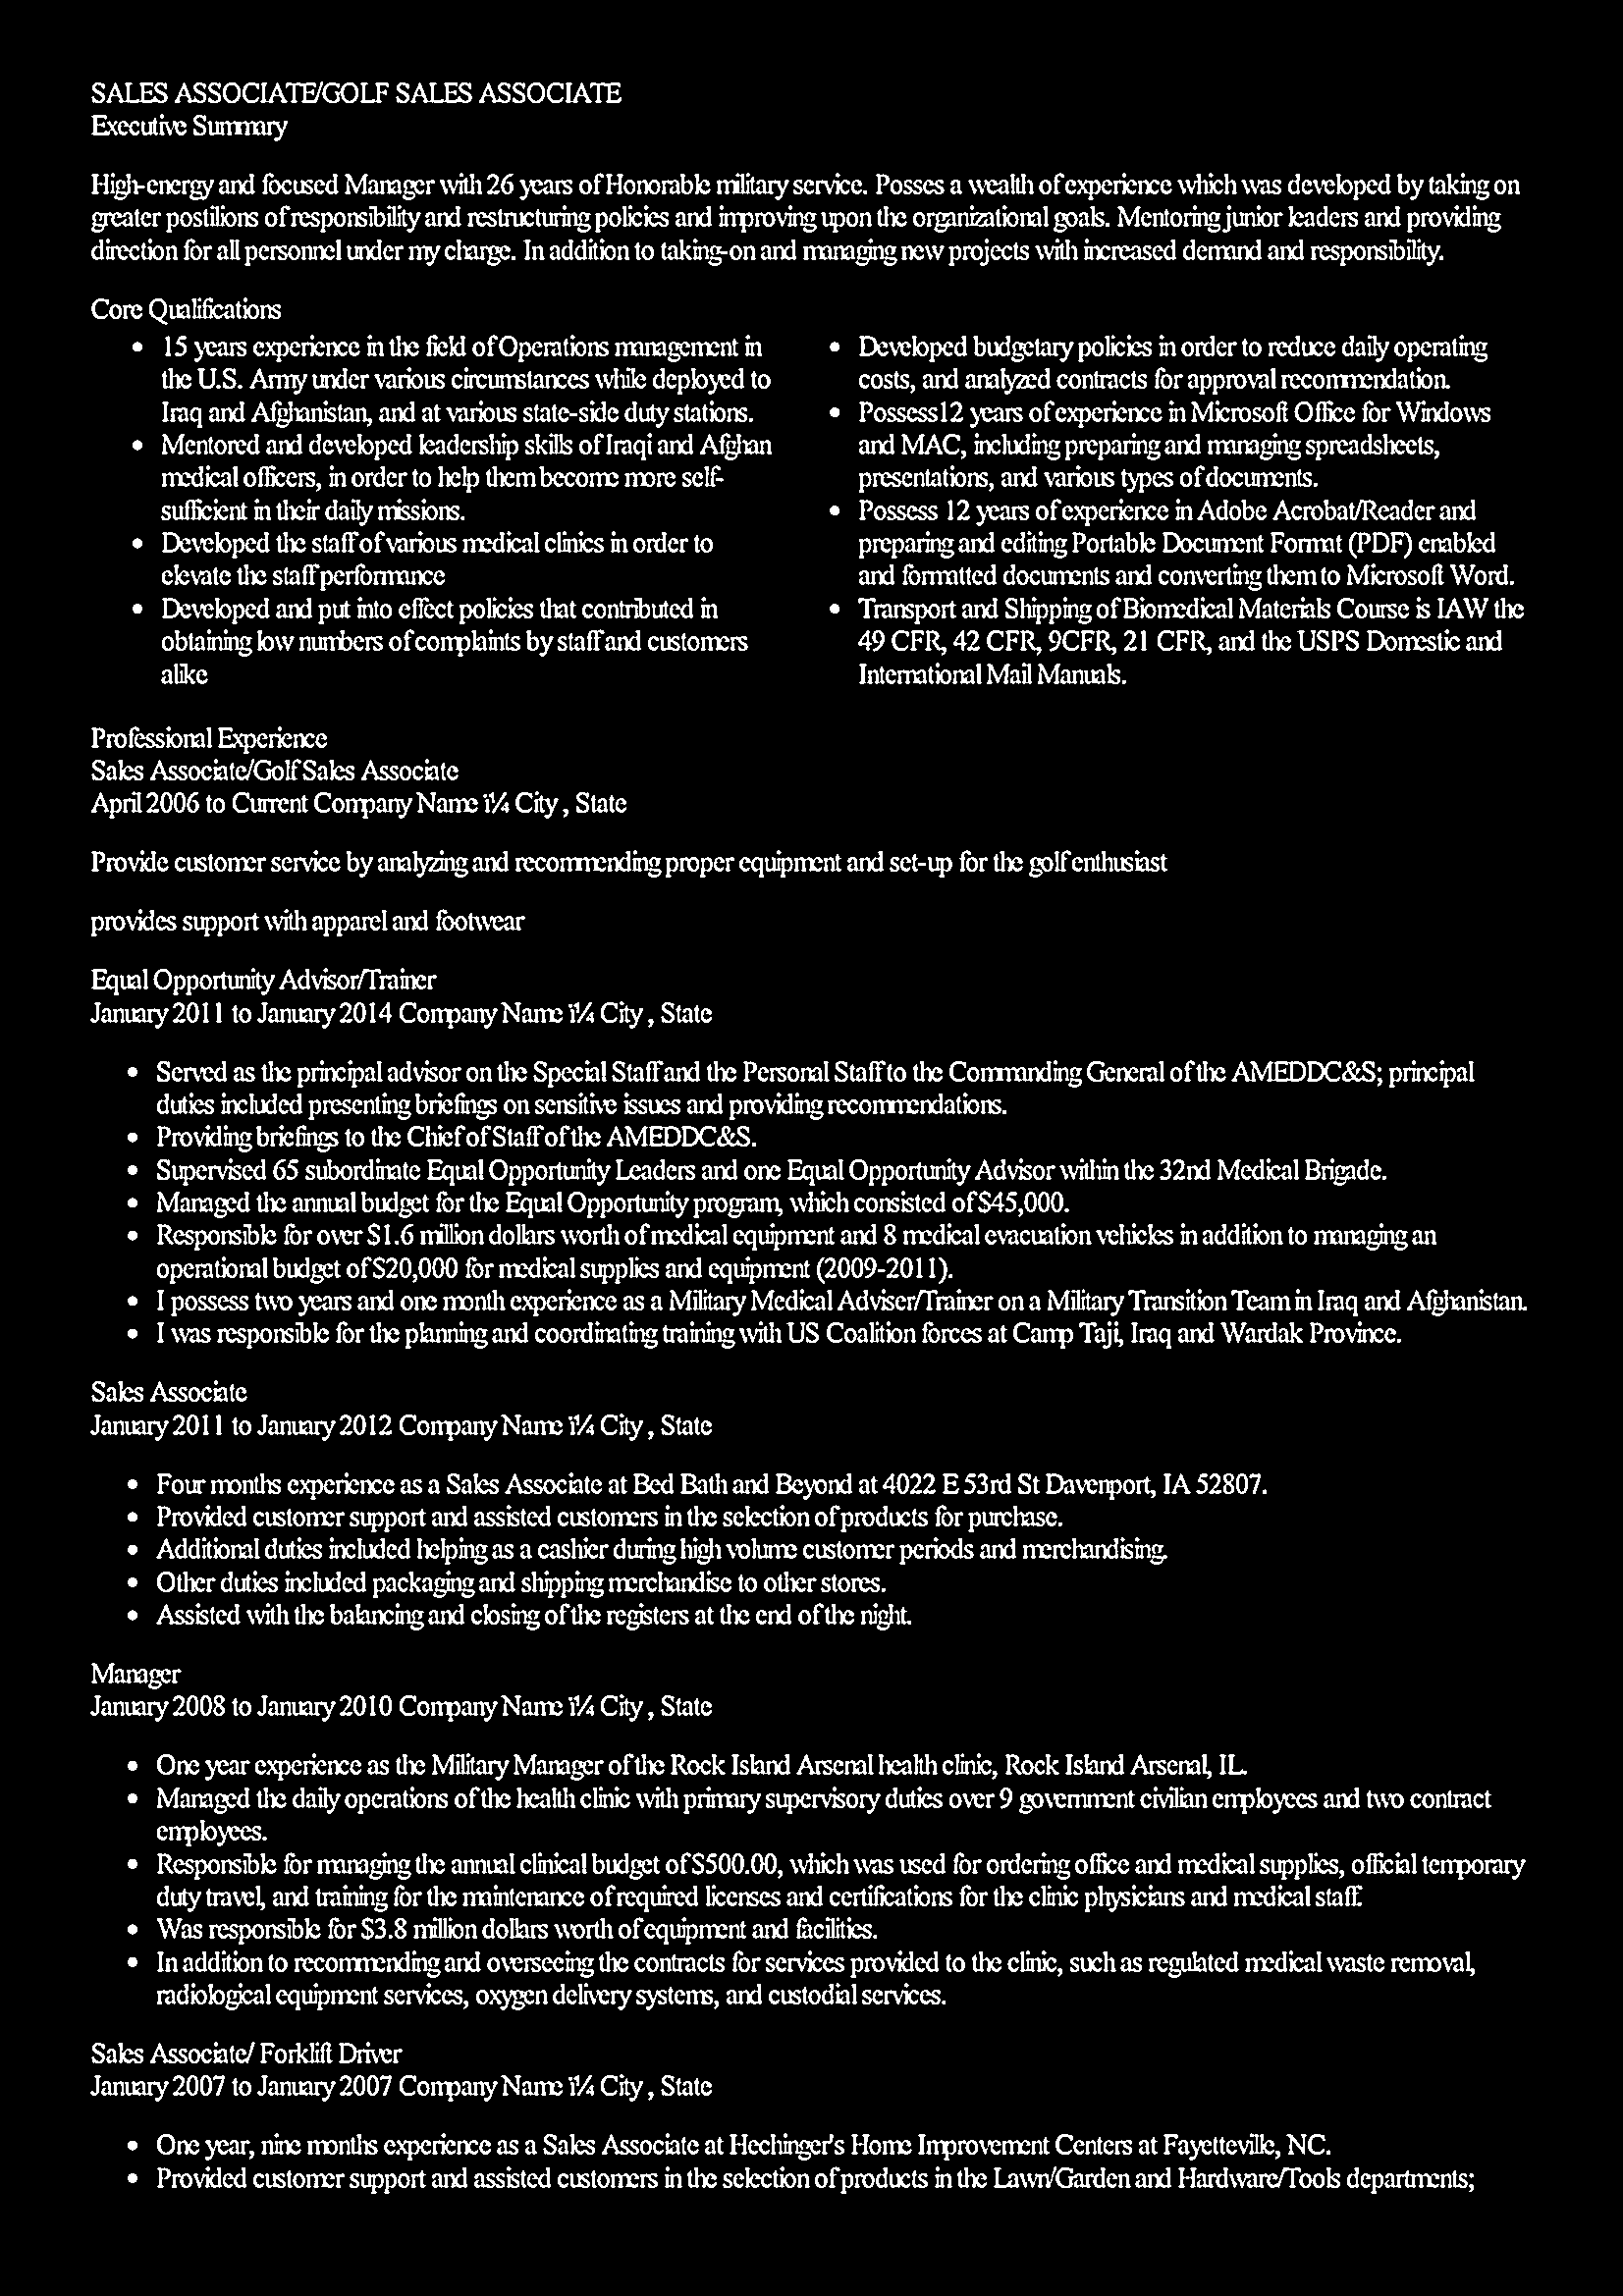 SALES ASSOCIATE/GOLF SALES ASSOCIATE
Executive Summary
High-energy and focused Manager with 26 years of Honorable military service. Posses a wealth of experience which was developed by taking on
greater postilions of responsibility and restructuring policies and improving upon the organizational goals. Mentoring junior leaders and providing
direction for all personnel under my charge. In addition to taking-on and managing new projects with increased demand and responsibility.
Core Qualifications
• 15 years experience in the field of Operations management in
the U.S. Army under various circumstances while deployed to
Iraq and Afghanistan, and at various state-side duty stations.
• Mentored and developed leadership skills of Iraqi and Afghan
medical officers, in order to help them become more self-
sufficient in their daily missions.
• Developed the staff of various medical clinics in order to
elevate the staff performance
• Developed and put into effect policies that contributed in
obtaining low numbers of complaints by staff and customers
alike
• Developed budgetary policies in order to reduce daily operating
costs, and analyzed contracts for approval recommendation.
• Possess12 years of experience in Microsoft Office for Windows
and MAC, including preparing and managing spreadsheets,
presentations, and various types of documents.
• Possess 12 years of experience in Adobe Acrobat/Reader and
preparing and editing Portable Document Format (PDF) enabled
and formatted documents and converting them to Microsoft Word.
• Transport and Shipping of Biomedical Materials Course is IAW the
49 CFR, 42 CFR, 9CFR, 21 CFR, and the USPS Domestic and
International Mail Manuals.
Professional Experience
Sales Associate/Golf Sales Associate
April 2006 to Current Company Name ï¼ City , State
Provide customer service by analyzing and recommending proper equipment and set-up for the golf enthusiast
provides support with apparel and footwear
Equal Opportunity Advisor/Trainer
January 2011 to January 2014 Company Name ï¼ City , State
• Served as the principal advisor on the Special Staff and the Personal Staff to the Commanding General of the AMEDDC&S; principal
duties included presenting briefings on sensitive issues and providing recommendations.
• Providing briefings to the Chief of Staff of the AMEDDC&S.
• Supervised 65 subordinate Equal Opportunity Leaders and one Equal Opportunity Advisor within the 32nd Medical Brigade.
• Managed the annual budget for the Equal Opportunity program, which consisted of $45,000.
• Responsible for over $1.6 million dollars worth of medical equipment and 8 medical evacuation vehicles in addition to managing an
operational budget of $20,000 for medical supplies and equipment (2009-2011).
• I possess two years and one month experience as a Military Medical Adviser/Trainer on a Military Transition Team in Iraq and Afghanistan.
• I was responsible for the planning and coordinating training with US Coalition forces at Camp Taji, Iraq and Wardak Province.
Sales Associate
January 2011 to January 2012 Company Name ï¼ City , State
• Four months experience as a Sales Associate at Bed Bath and Beyond at 4022 E 53rd St Davenport, IA 52807.
• Provided customer support and assisted customers in the selection of products for purchase.
• Additional duties included helping as a cashier during high volume customer periods and merchandising.
• Other duties included packaging and shipping merchandise to other stores.
• Assisted with the balancing and closing of the registers at the end of the night.
Manager
January 2008 to January 2010 Company Name ï¼ City , State
• One year experience as the Military Manager of the Rock Island Arsenal health clinic, Rock Island Arsenal, IL.
• Managed the daily operations of the health clinic with primary supervisory duties over 9 government civilian employees and two contract
employees.
• Responsible for managing the annual clinical budget of $500.00, which was used for ordering office and medical supplies, official temporary
duty travel, and training for the maintenance of required licenses and certifications for the clinic physicians and medical staff.
• Was responsible for $3.8 million dollars worth of equipment and facilities.
• In addition to recommending and overseeing the contracts for services provided to the clinic, such as regulated medical waste removal,
radiological equipment services, oxygen delivery systems, and custodial services.
Sales Associate/ Forklift Driver
January 2007 to January 2007 Company Name ï¼ City , State
• One year, nine months experience as a Sales Associate at Hechinger's Home Improvement Centers at Fayetteville, NC.
• Provided customer support and assisted customers in the selection of products in the Lawn/Garden and Hardware/Tools departments;